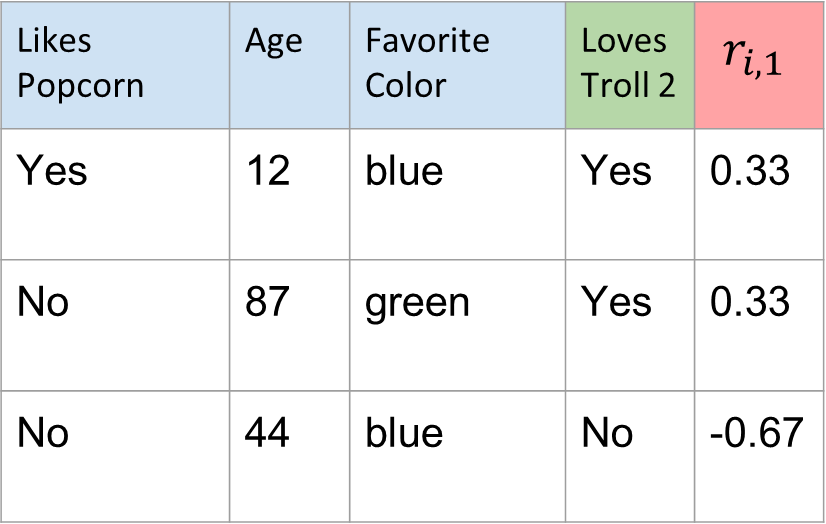 Likes Popcorn | Age | Favorite Color | Loves Troll 2 | r_{i,1}
Yes | 12 | blue | Yes | 0.33
No | 87 | green | Yes | 0.33
No | 44 | blue | No | -0.67